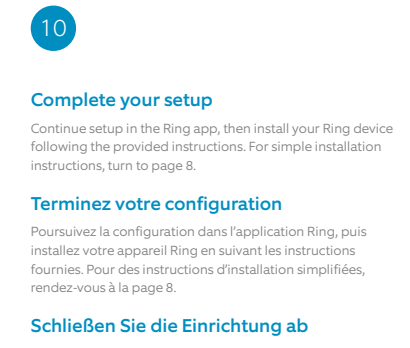 10
Complete your setup
Continue setup in the Ring app, then install your Ring device
following the provided instructions. For simple installation
instructions, turn to page 8.
Terminez votre configuration
Poursuivez la configuration dans l'application Ring, puis
installez votre appareil Ring en suivant les instructions
fournies. Pour des instructions d'installation simplifiées,
rendez-vous à la page 8.
Schließen Sie die Einrichtung ab